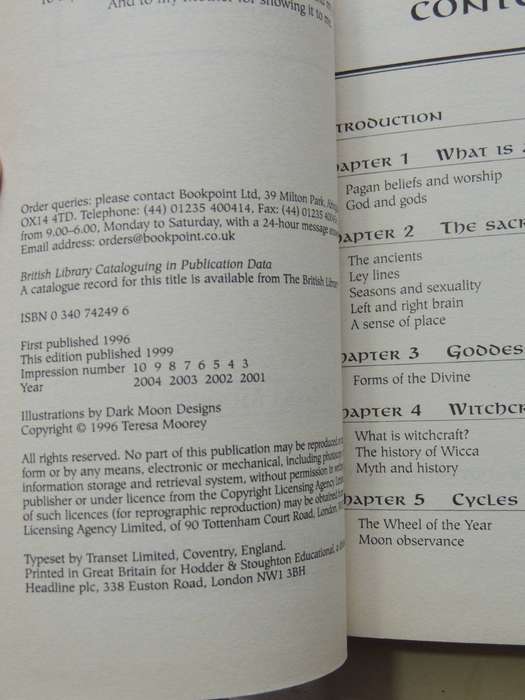 And to my mother for showing it to me
Order queries: please contact Bookpoint Ltd, 39 Milton Park,
OX14 4TD. Telephone: (44) 01235 400414, Fax: (44) 01235
from 9.00–6.00, Monday to Saturday, with a 24-hour message
Email address: orders@bookpoint.co.uk
British Library Cataloguing in Publication Data
A catalogue record for this title is available from The British
ISBN 0 340 74249 6
First published 1996
This edition published 1999
Impression number 10 9 8 7 6 5 4 3
Year 2004 2003 2002 2001
Illustrations by Dark Moon Designs
Copyright © 1996 Teresa Moorey
All rights reserved. No part of this publication may be reproduced
form or by any means, electronic or mechanical, including
information storage and retrieval system, without permission in
publisher or under licence from the Copyright Licensing Agency
of such licences (for reprographic reproduction) may be obtained
Licensing Agency Limited, of 90 Tottenham Court Road, London
Typeset by Transet Limited, Coventry, England.
Printed in Great Britain for Hodder & Stoughton Educational, a
Headline plc, 338 Euston Road, London NW1 3BH
CONT
TRODUCTION
APTER 1 WHAT IS
Pagan beliefs and worship
God and gods
APTER 2 THE SACR
The ancients
Ley lines
Seasons and sexuality
Left and right brain
A sense of place
APTER 3 GODDES
Forms of the Divine
APTER 4 WITCHCR
What is witchcraft?
The history of Wicca
Myth and history
HAPTER 5 CYCLES
The Wheel of the Year
Moon observance